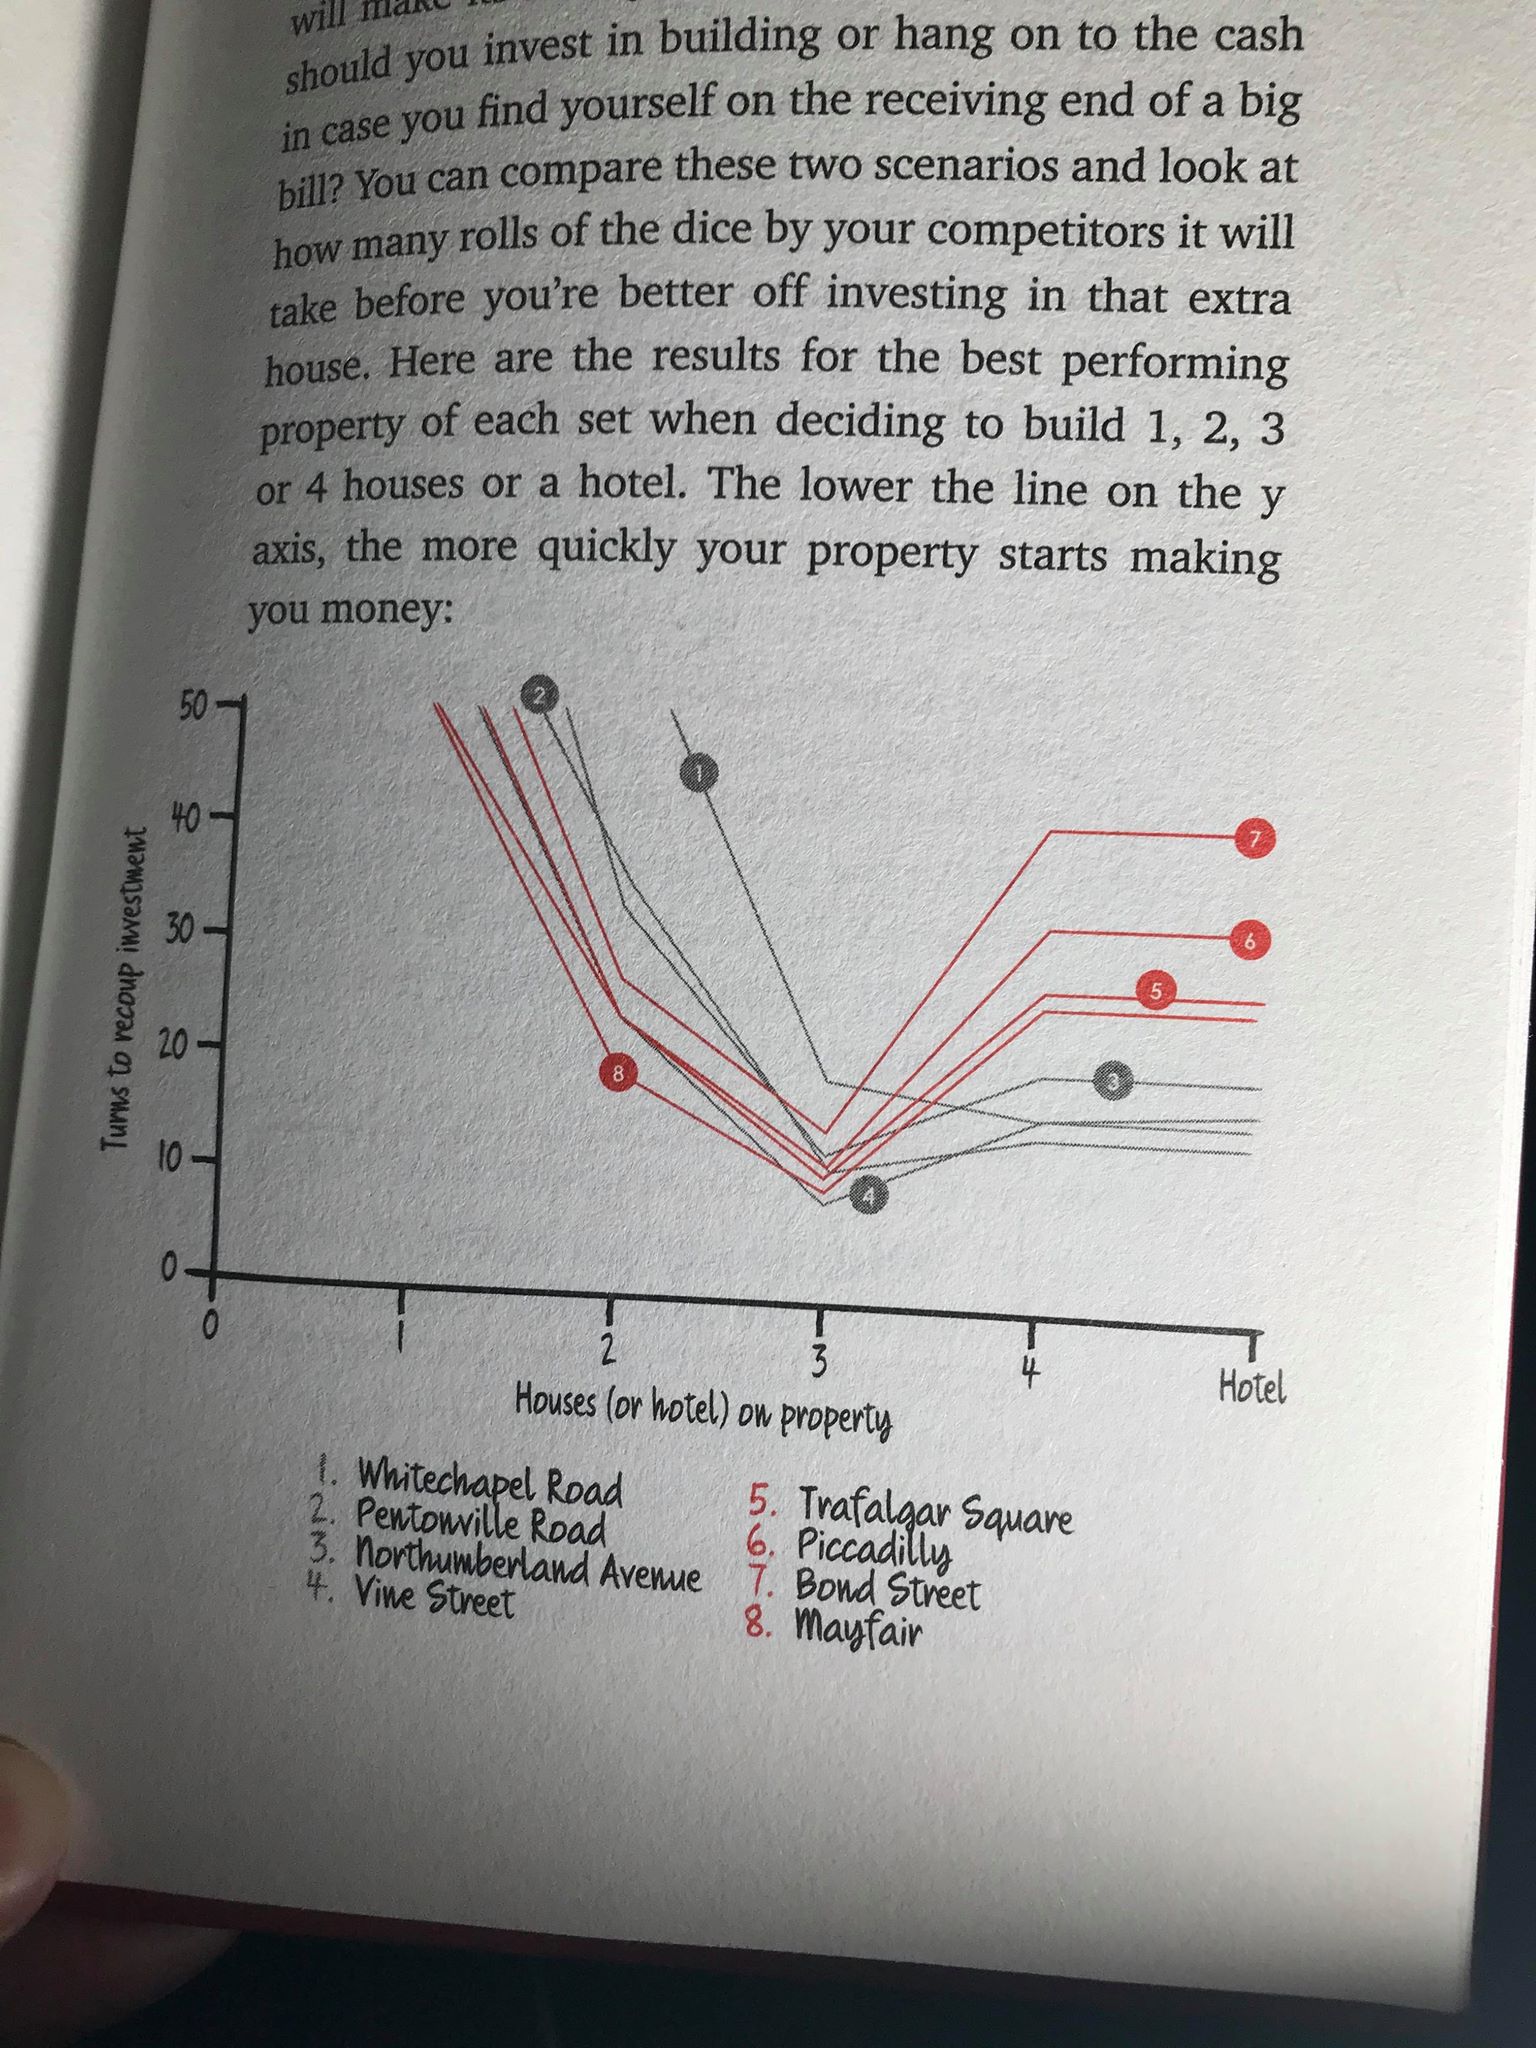 will make
should you invest in building or hang on to the cash
in case you find yourself on the receiving end of a big
bill? You can compare these two scenarios and look at
how many rolls of the dice by your competitors it will
take before you're better off investing in that extra
house. Here are the results for the best performing
property of each set when deciding to build 1, 2, 3
or 4 houses or a hotel. The lower the line on the y
axis, the more quickly your property starts making
you money:
50
40
30
20
10
0
Turns to recoup investment
2
1
7
6
5
3
8
4
0
1
2
3
4
Hotel
Houses (or hotel) on property
1. Whitechapel Road
2. Pentonville Road
3. Northumberland Avenue
4. Vine Street
5. Trafalgar Square
6. Piccadilly
7. Bond Street
8. Mayfair